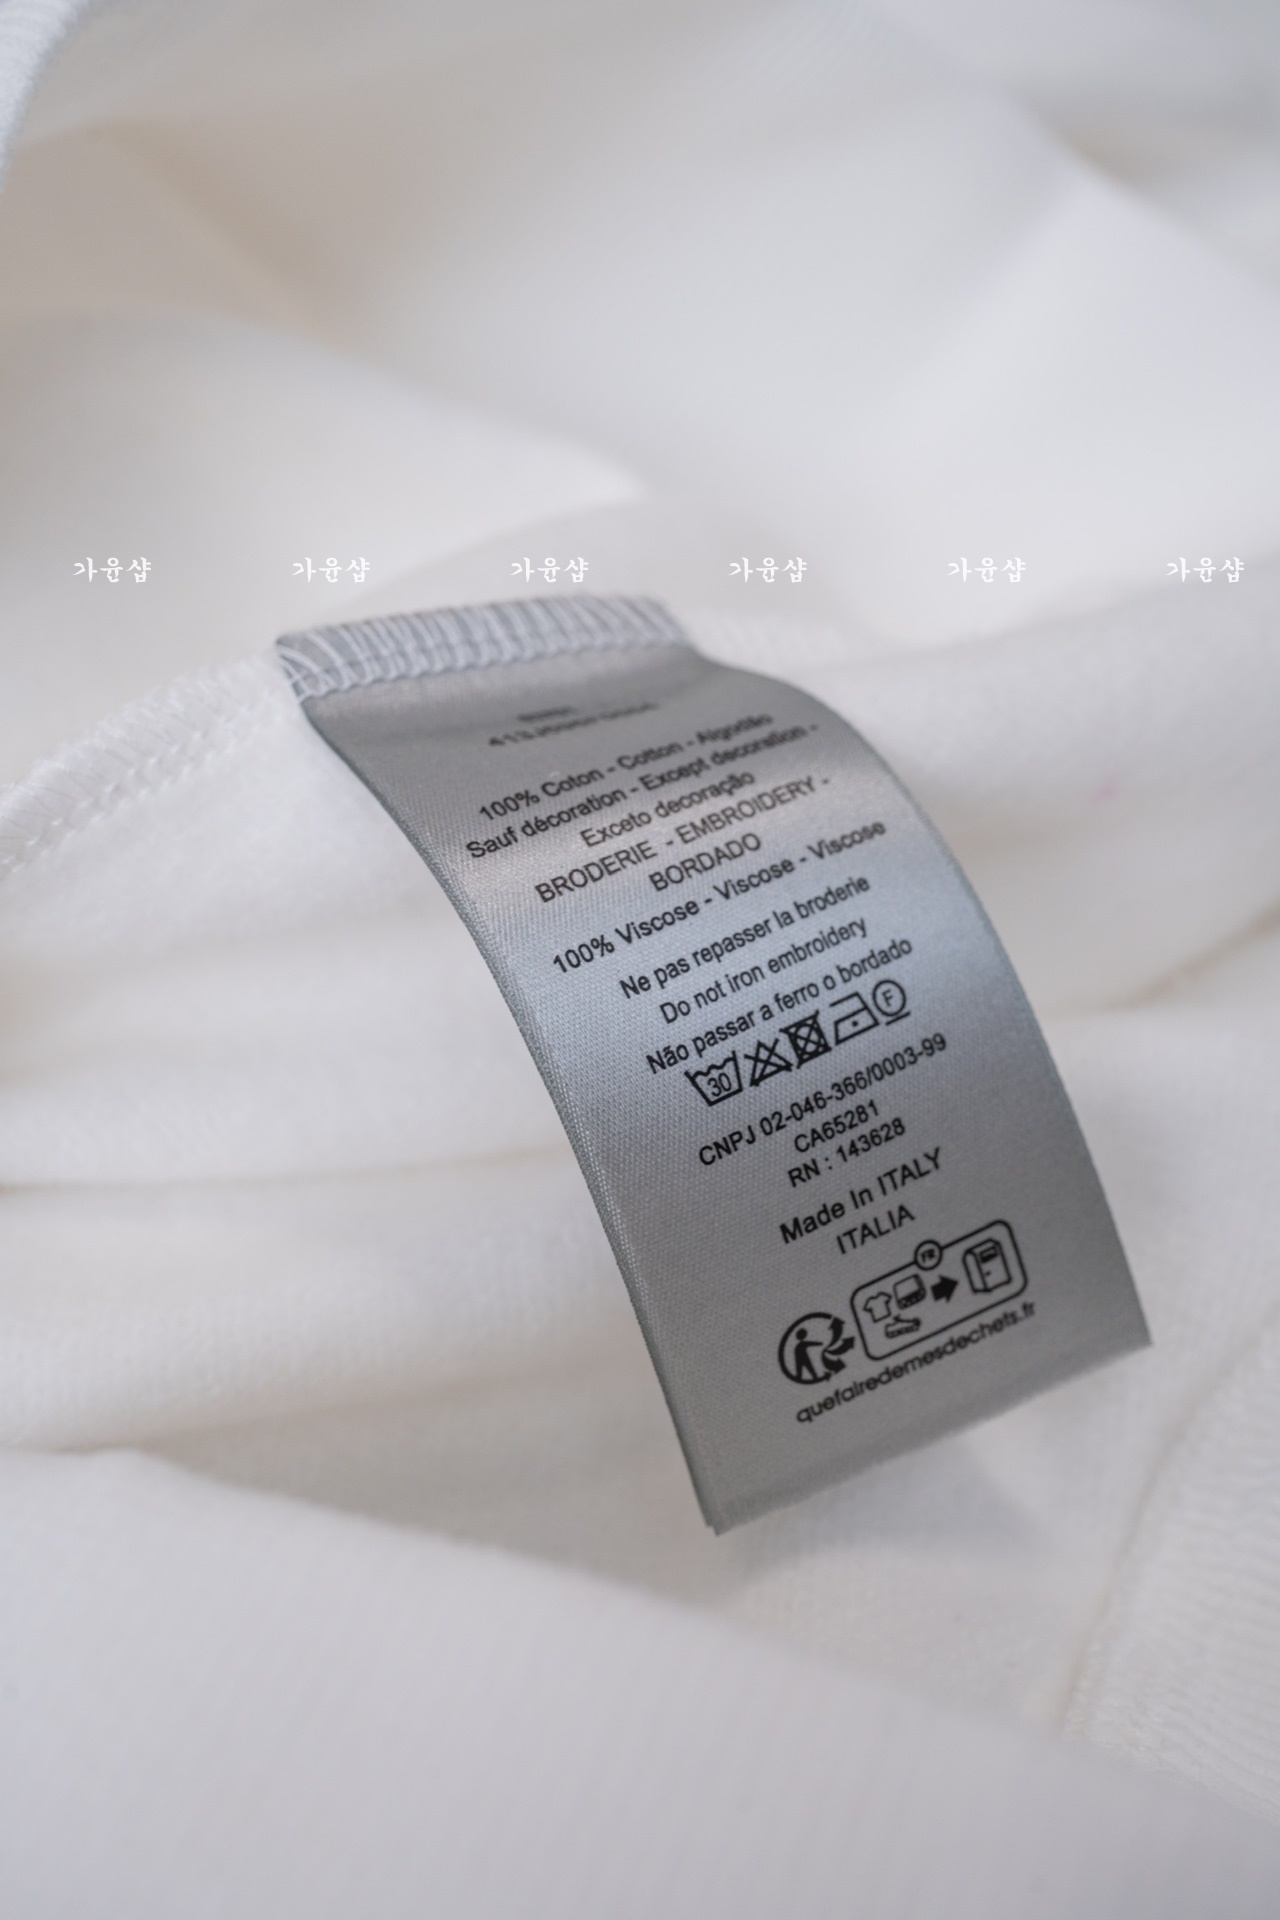 가윤샵 가윤샵 가윤샵 가윤샵 가윤샵 가윤샵
100% Coton - Cotton - Algodão
Sauf décoration - Except decoration -
Exceto decoração
BRODERIE - EMBROIDERY -
BORDADO
100% Viscose - Viscose - Viscose
Ne pas repasser la broderie
Do not iron embroidery
Não passar a ferro o bordado
30 F
CNPJ 02-046-366/0003-99
CA65281
RN : 143628
Made In ITALY
ITALIA
FR
quefairedemesdechets.fr